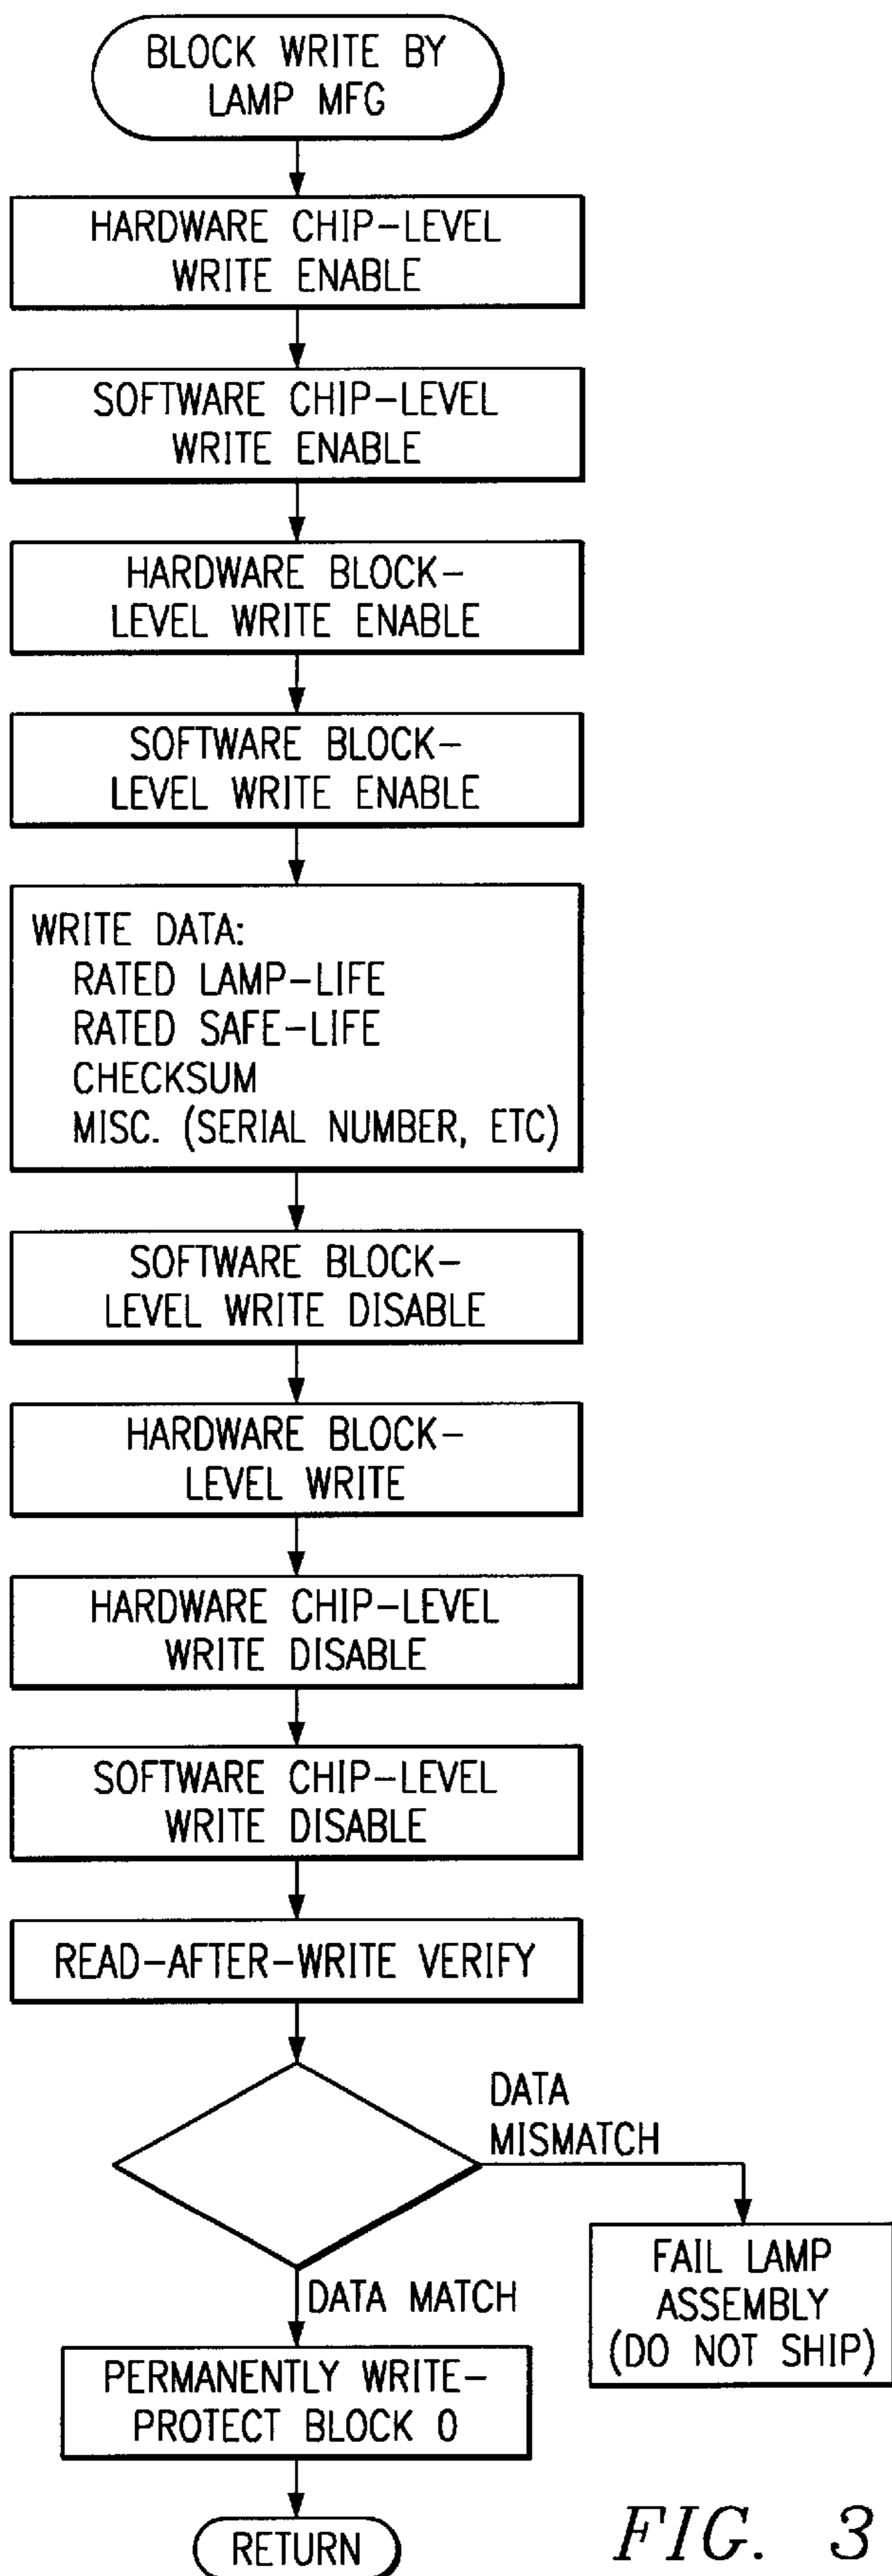 BLOCK WRITE BY
LAMP MFG
HARDWARE CHIP-LEVEL
WRITE ENABLE
SOFTWARE CHIP-LEVEL
WRITE ENABLE
HARDWARE BLOCK-
LEVEL WRITE ENABLE
SOFTWARE BLOCK-
LEVEL WRITE ENABLE
WRITE DATA:
RATED LAMP-LIFE
RATED SAFE-LIFE
CHECKSUM
MISC. (SERIAL NUMBER, ETC)
SOFTWARE BLOCK-
LEVEL WRITE DISABLE
HARDWARE BLOCK-
LEVEL WRITE
HARDWARE CHIP-LEVEL
WRITE DISABLE
SOFTWARE CHIP-LEVEL
WRITE DISABLE
READ-AFTER-WRITE VERIFY
DATA
MISMATCH
FAIL LAMP
ASSEMBLY
(DO NOT SHIP)
DATA MATCH
PERMANENTLY WRITE-
PROTECT BLOCK 0
RETURN
FIG. 3